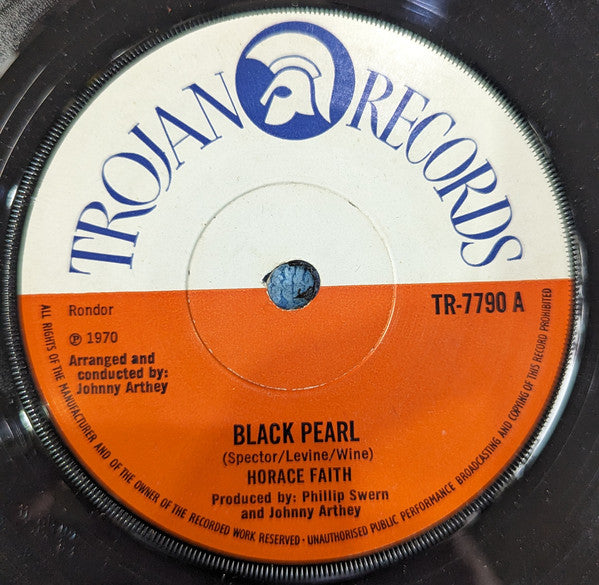 TROJAN RECORDS
Rondor
TR-7790 A
℗ 1970
Arranged and
conducted by:
Johnny Arthey
BLACK PEARL
(Spector/Levine/Wine)
HORACE FAITH
Produced by: Phillip Swern
and Johnny Arthey
ALL RIGHTS OF THE MANUFACTURER AND OF THE OWNER OF THE RECORDED WORK RESERVED · UNAUTHORISED PUBLIC PERFORMANCE BROADCASTING AND COPYING OF THIS RECORD PROHIBITED